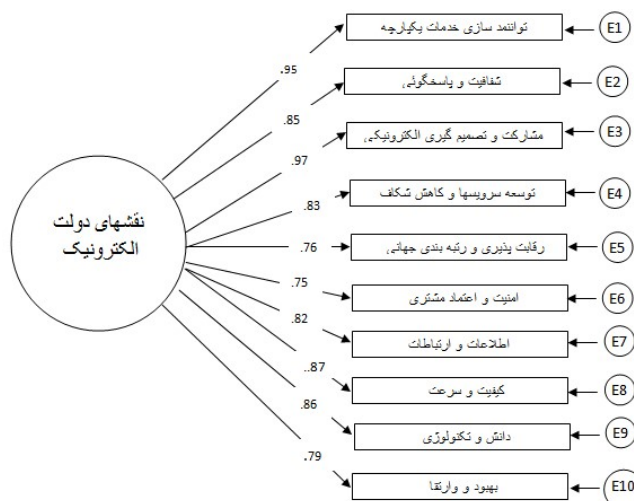 توانتمد سازی خدمات یکپارچه
E1
.95
شفافیت و پاسخگوئی
E2
.85
مشارکت و تصمیم گیری الکترونیکی
E3
.97
توسعه سرویسها و کاهش شکاف
E4
.83
نقشهای دولت
الکترونیک
رقابت پذیری و رتبه بندی جهانی
E5
.76
امنیت و اعتماد مشتری
E6
.75
اطلاعات و ارتباطات
E7
.82
کیفیت و سرعت
E8
..87
دانش و تکنولوژی
E9
.86
بهبود و وارتقا
E10
.79